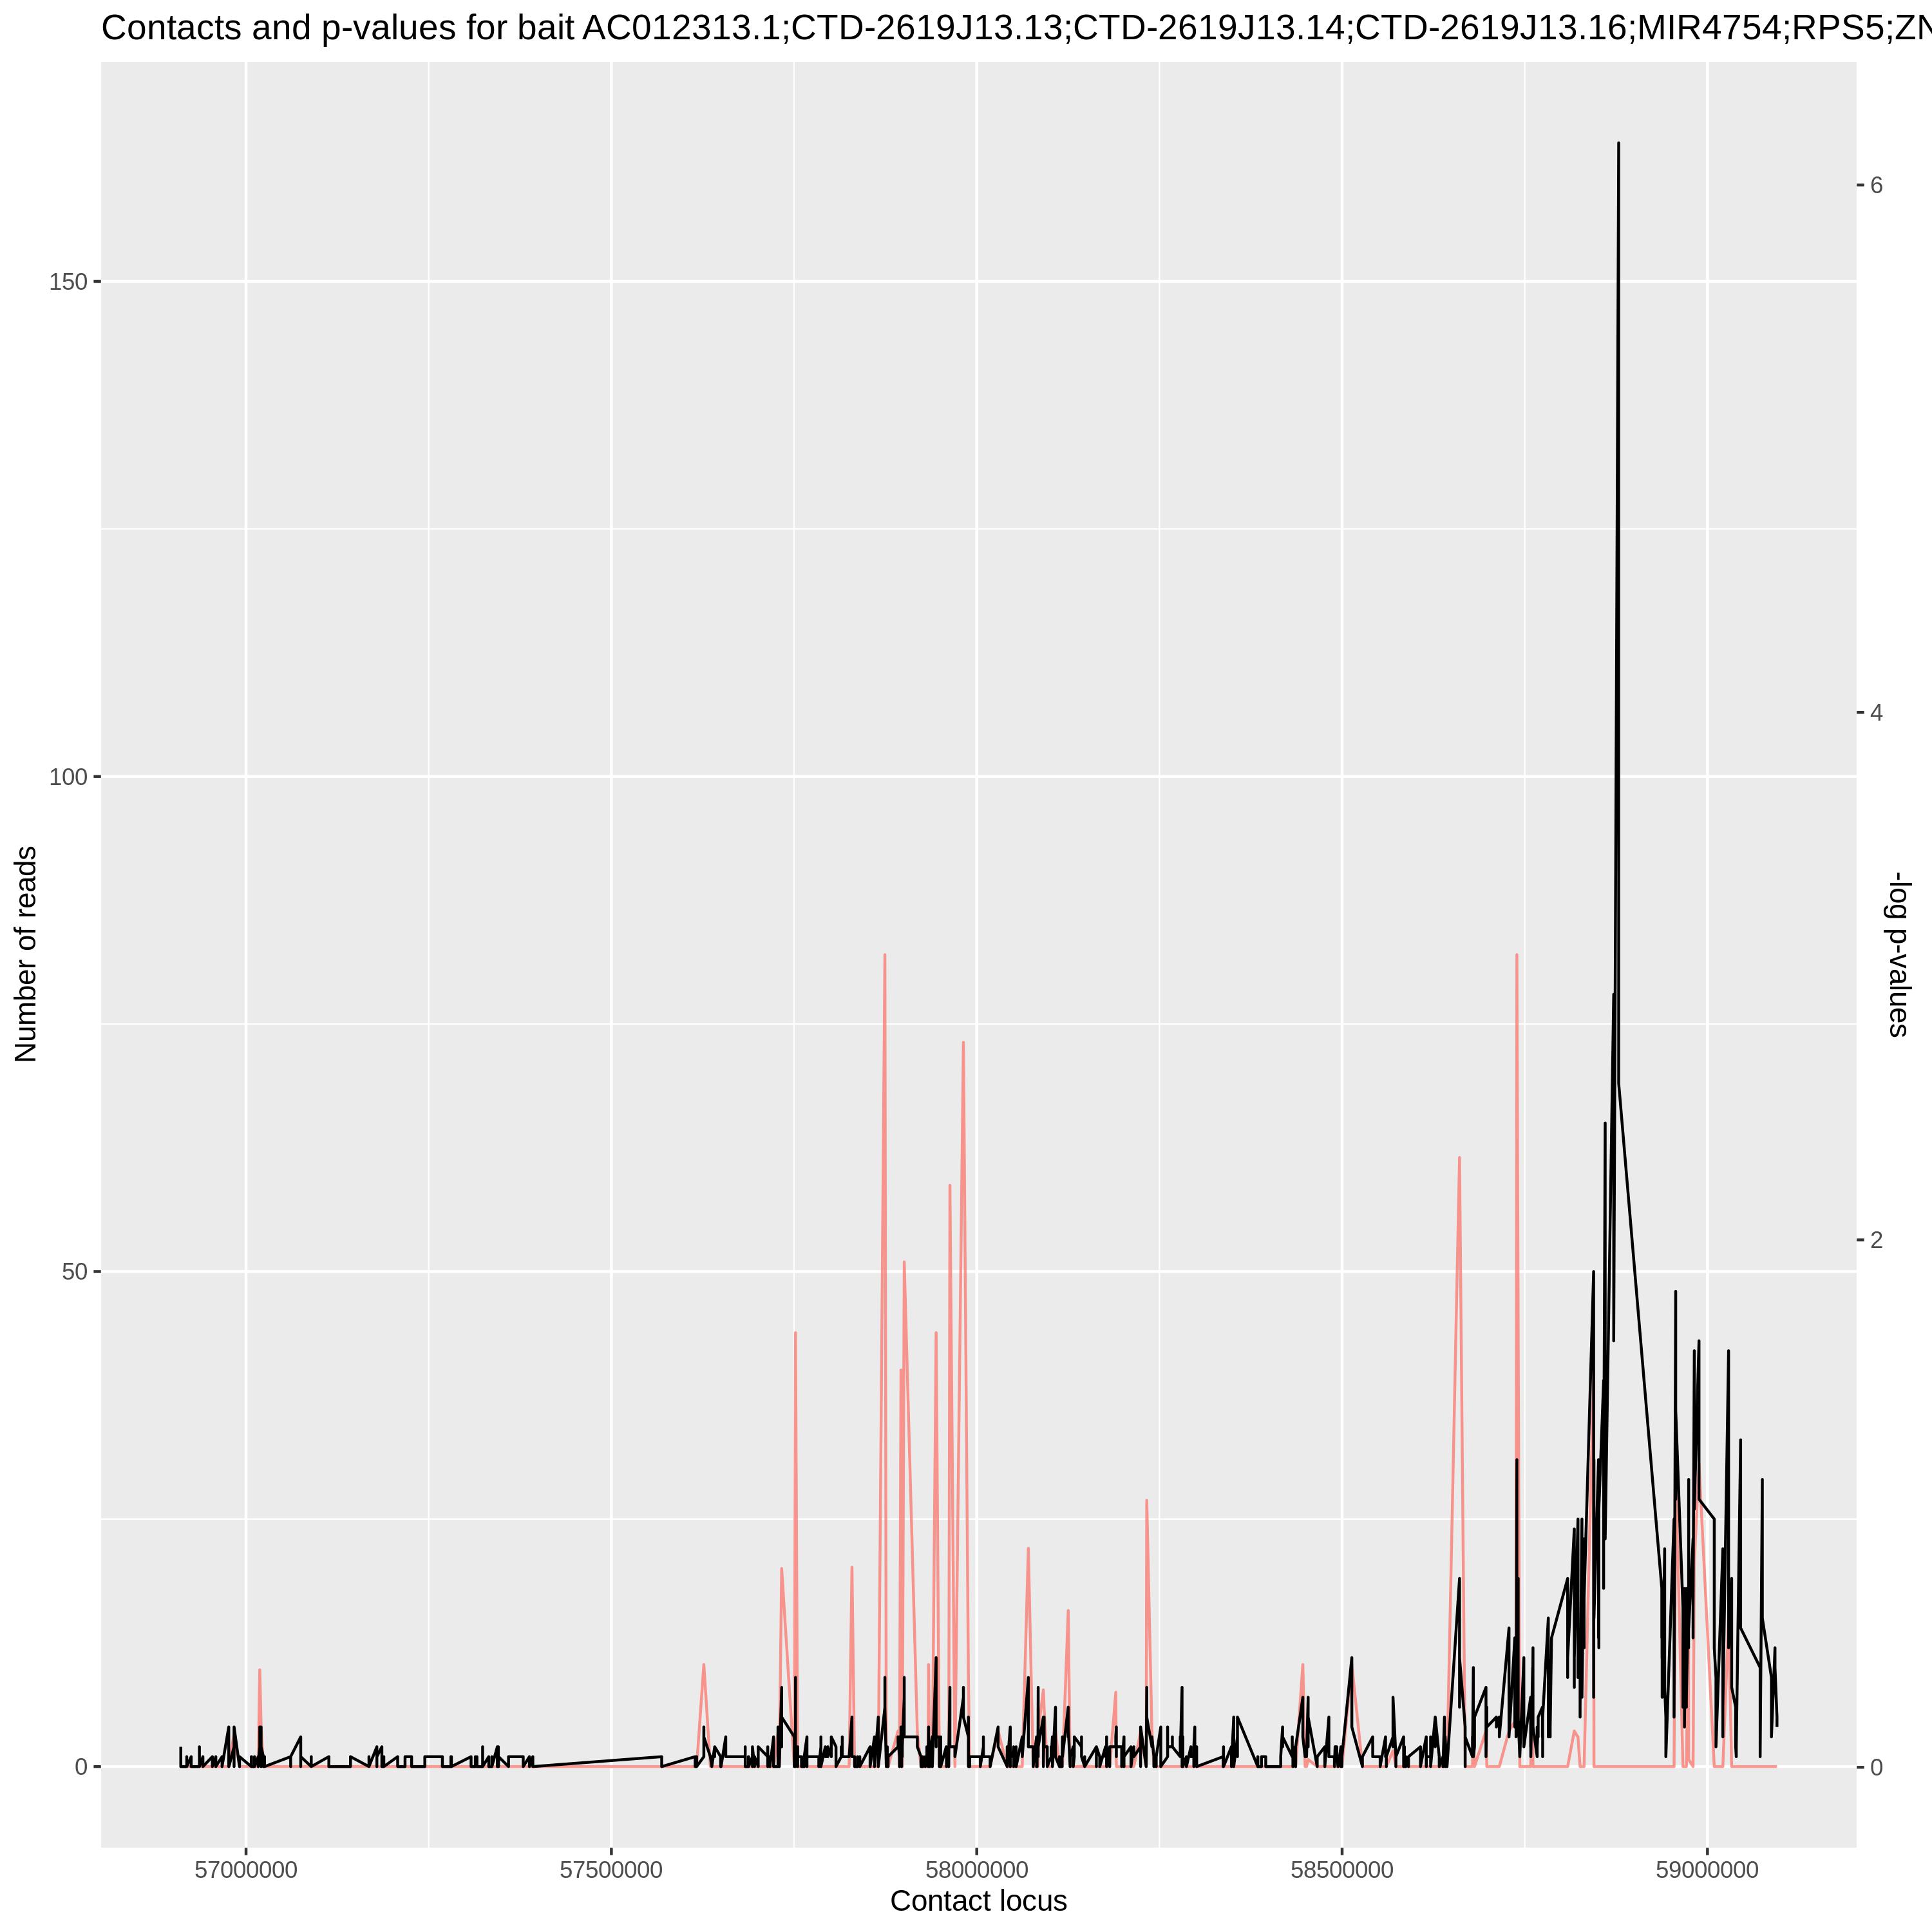 Contacts and p-values for bait AC012313.1;CTD-2619J13.13;CTD-2619J13.14;CTD-2619J13.16;MIR4754;RPS5;ZN
150
100
50
0
Number of reads
6
4
2
0
-log p-values
57000000 57500000 58000000 58500000 59000000
Contact locus